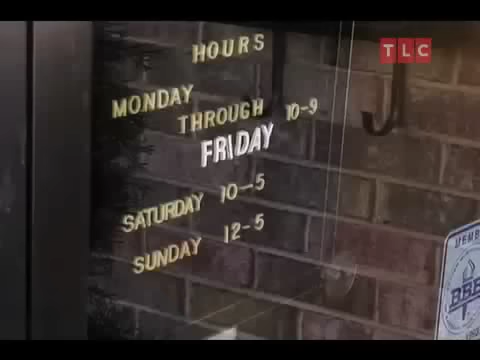 TLC
HOURS
MONDAY
THROUGH 10-9
FRIDAY
SATURDAY 10-5
SUNDAY 12-5
BBB